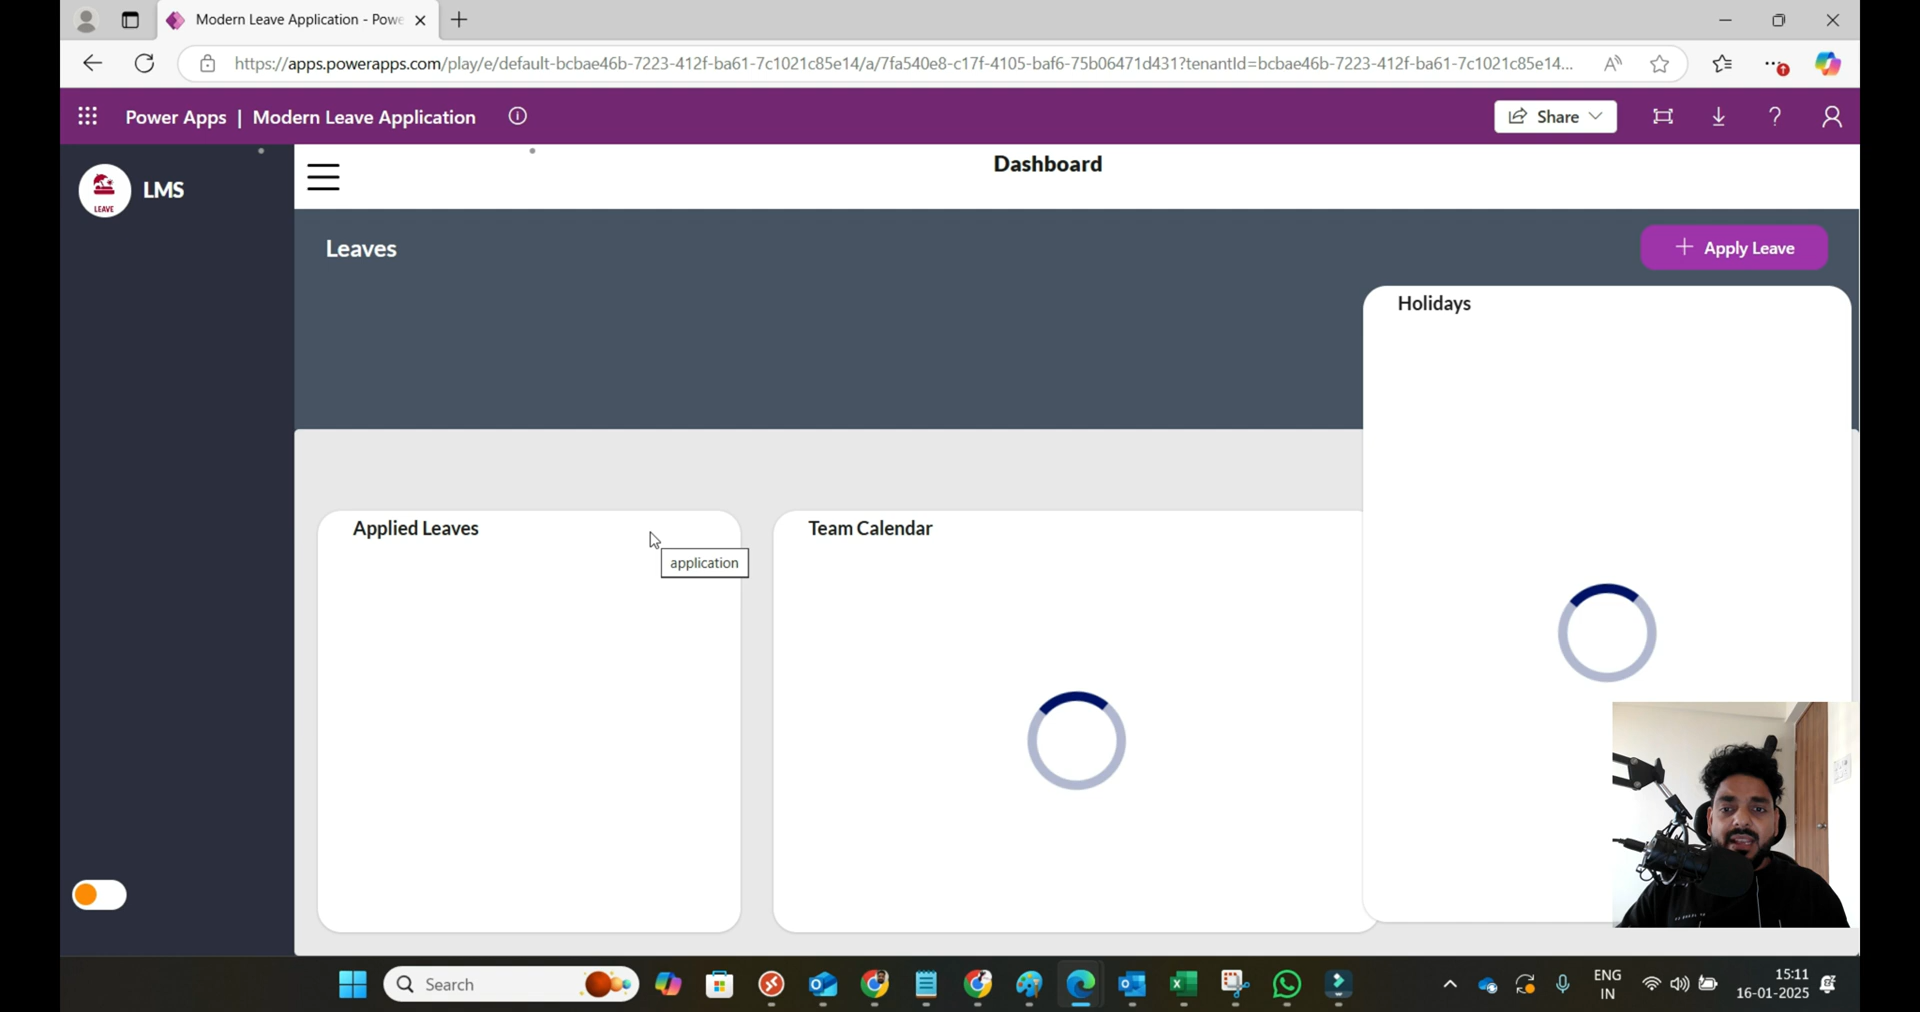 Modern Leave Application - Powe
https://apps.powerapps.com/play/e/default-bcbae46b-7223-412f-ba61-7c1021c85e14/a/7fa540e8-c17f-4105-baf6-75b06471d431?tenantId=bcbae46b-7223-412f-ba61-7c1021c85e14...
Power Apps | Modern Leave Application
Share
LEAVE
LMS
Dashboard
Leaves
Apply Leave
Holidays
Applied Leaves
Team Calendar
application
Search
ENG
IN
15:11
16-01-2025